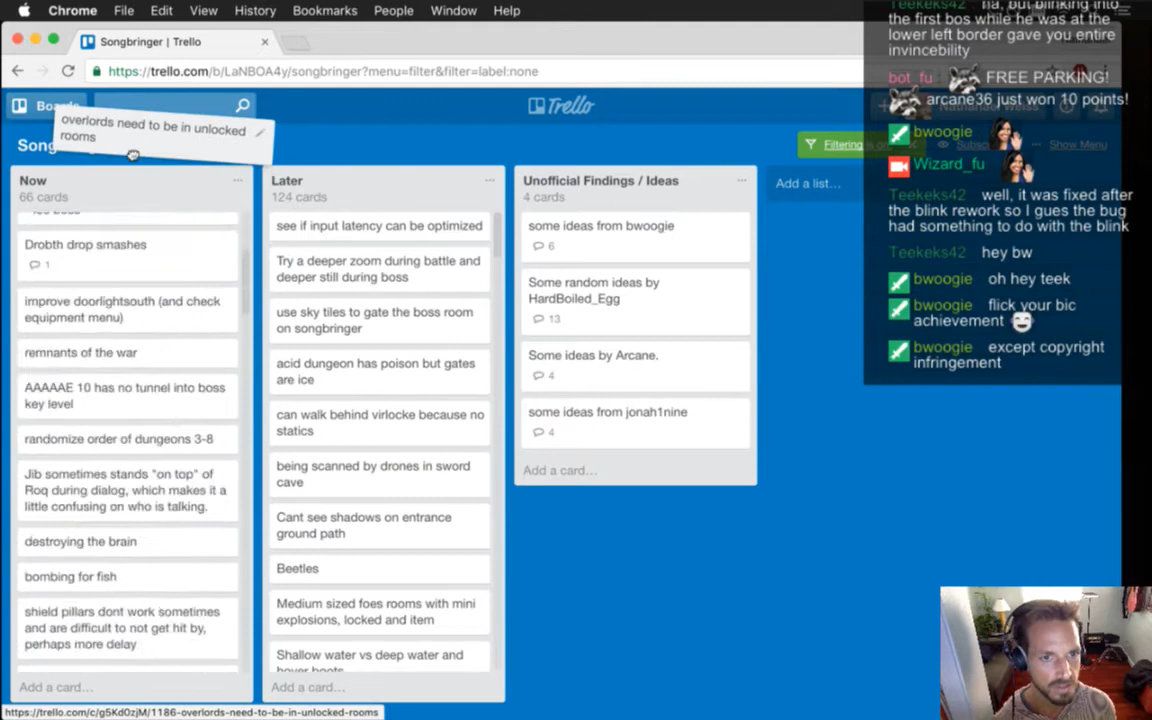 Chrome File Edit View History Bookmarks People Window Help
Songbringer | Trello
https://trello.com/b/LaNBOA4y/songbringer?menu=filter&filter=label:none
Trello
overlords need to be in unlocked
rooms
Filtering is on
Show Menu
Now
66 cards
Drobth drop smashes
1
improve doorlightsouth (and check
equipment menu)
remnants of the war
AAAAAE 10 has no tunnel into boss
key level
randomize order of dungeons 3-8
Jib sometimes stands "on top" of
Roq during dialog, which makes it a
little confusing on who is talking.
destroying the brain
bombing for fish
shield pillars dont work sometimes
and are difficult to not get hit by,
perhaps more delay
Add a card...
Later
124 cards
see if input latency can be optimized
Try a deeper zoom during battle and
deeper still during boss
use sky tiles to gate the boss room
on songbringer
acid dungeon has poison but gates
are ice
can walk behind virlocke because no
statics
being scanned by drones in sword
cave
Cant see shadows on entrance
ground path
Beetles
Medium sized foes rooms with mini
explosions, locked and item
Shallow water vs deep water and
hover boots
Add a card...
Unofficial Findings / Ideas
4 cards
some ideas from bwoogie
6
Some random ideas by
HardBoiled_Egg
13
Some ideas by Arcane.
4
some ideas from jonah1nine
4
Add a card...
Add a list...
Teekeks42 ha, but blinking into
the first bos while he was at the
lower left border gave you entire
invincebility
bot_fu FREE PARKING!
arcane36 just won 10 points!
bwoogie
Wizard_fu
Teekeks42 well, it was fixed after
the blink rework so I gues the bug
had something to do with the blink
Teekeks42 hey bw
bwoogie oh hey teek
bwoogie flick your bic
achievement
bwoogie except copyright
infringement
https://trello.com/c/g5Kd0zjM/1186-overlords-need-to-be-in-unlocked-rooms